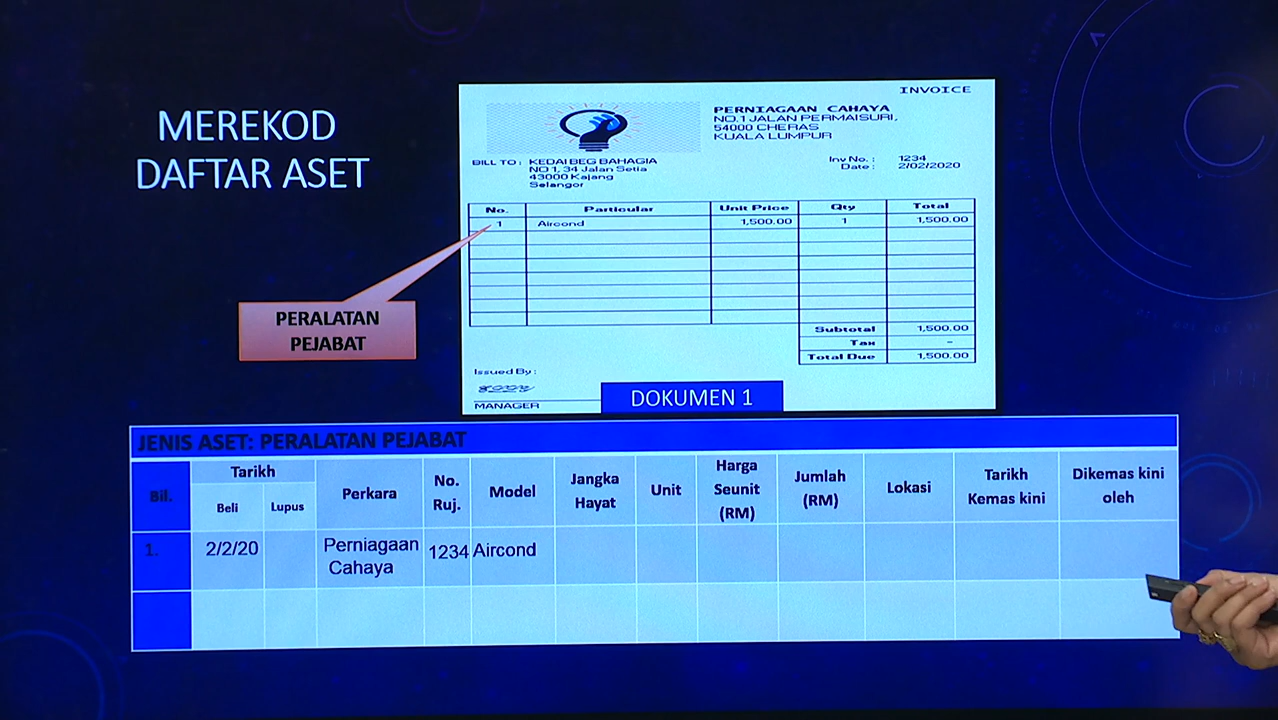 MEREKOD
DAFTAR ASET
INVOICE
PERNIAGAAN CAHAYA
NO.1 JALAN PERMAISURI,
54000 CHERAS
KUALA LUMPUR
BILL TO : KEDAI BEG BAHAGIA
NO 1, 34 Jalan Setia
43000 Kajang
Selangor
Inv No. : 1234
Date : 2/02/2020
No. Particular Unit Price Qty Total
1 Aircond 1,500.00 1 1,500.00
Subtotal 1,500.00
Tax -
Total Due 1,500.00
PERALATAN
PEJABAT
Issued By :
MANAGER
DOKUMEN 1
JENIS ASET: PERALATAN PEJABAT
Bil. Tarikh Perkara No. Ruj. Model Jangka Hayat Unit Harga Seunit (RM) Jumlah (RM) Lokasi Tarikh Kemas kini Dikemas kini oleh
Beli Lupus
1. 2/2/20 Perniagaan Cahaya 1234 Aircond